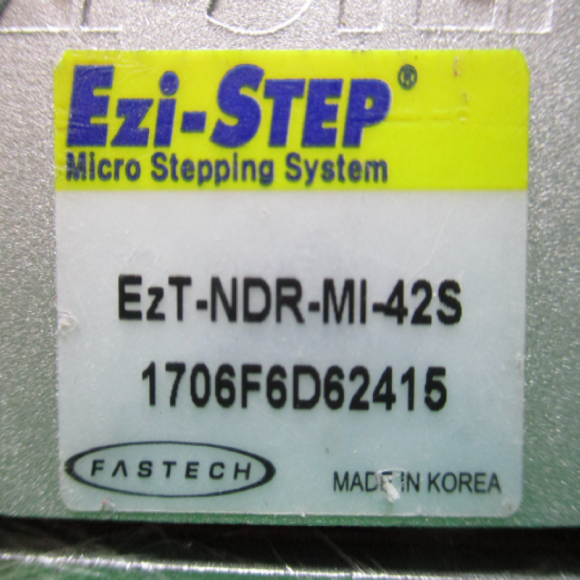 Ezi-STEP®
Micro Stepping System
EzT-NDR-MI-42S
1706F6D62415
FASTECH
MADE IN KOREA